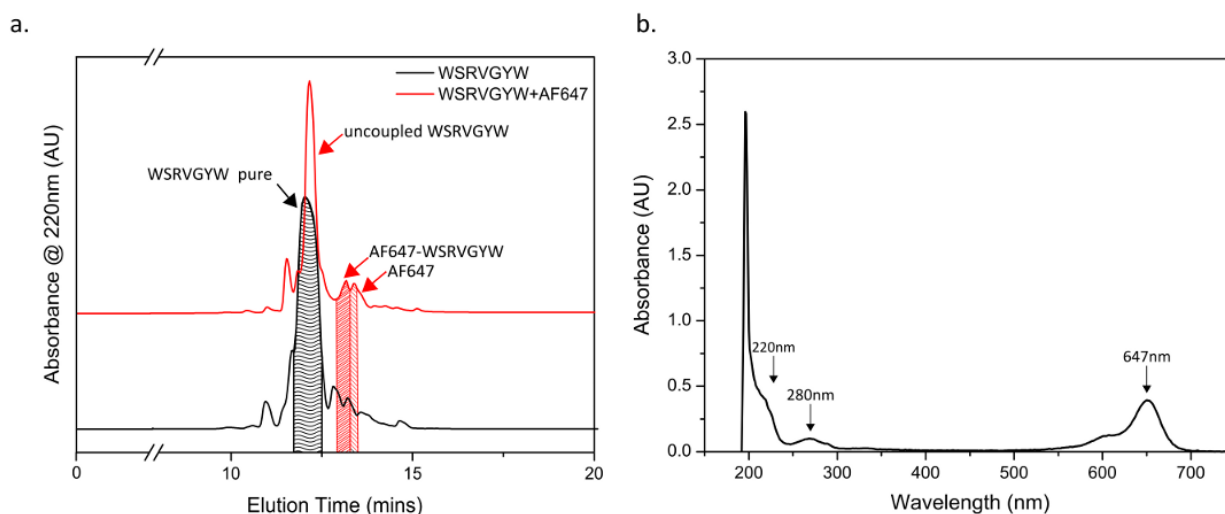 a.
WSRVGYW
WSRVGYW+AF647
uncoupled WSRVGYW
WSRVGYW pure
AF647-WSRVGYW
AF647
Absorbance @ 220nm (AU)
0
10
15
20
Elution Time (mins)
b.
3.0
2.5
2.0
1.5
1.0
0.5
0.0
220nm
280nm
647nm
Absorbance (AU)
200
300
400
500
600
700
Wavelength (nm)